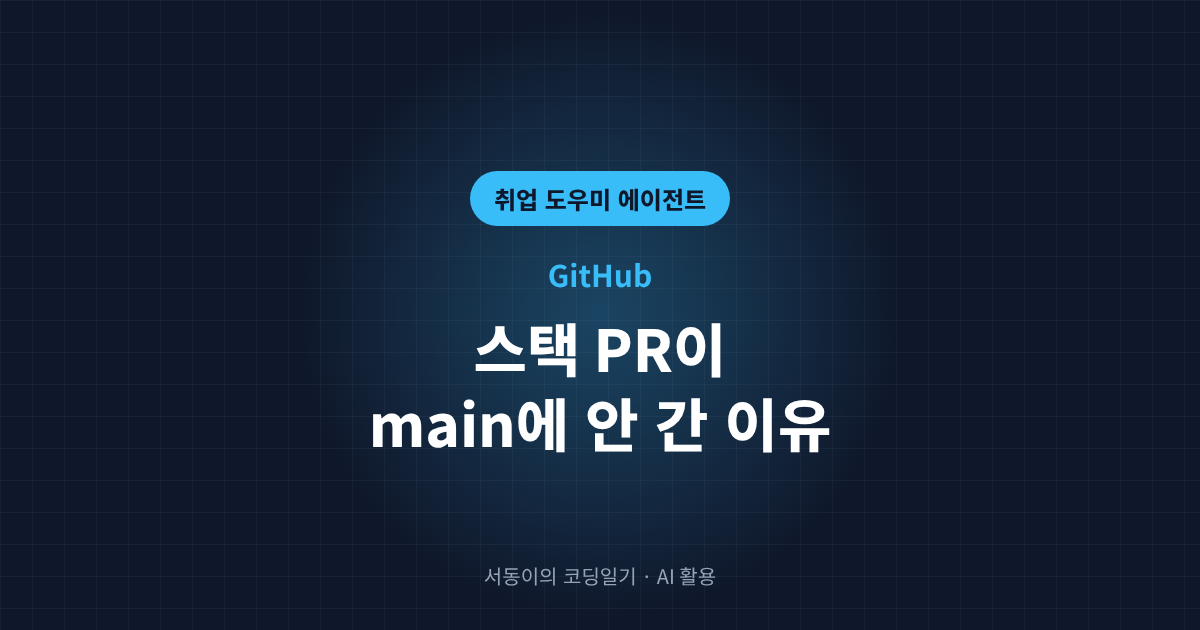 취업 도우미 에이전트
GitHub
스택 PR이
main에 안 간 이유
서동이의 코딩일기 · AI 활용